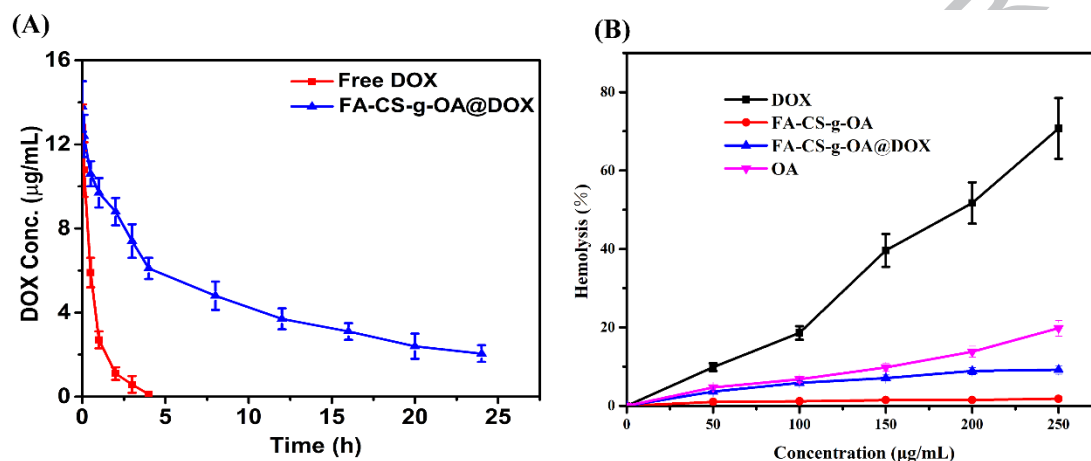 (A)
16
12
8
4
0
DOX Conc. (μg/mL)
Free DOX
FA-CS-g-OA@DOX
0 5 10 15 20 25
Time (h)
(B)
80
60
40
20
0
Hemolysis (%)
DOX
FA-CS-g-OA
FA-CS-g-OA@DOX
OA
0 50 100 150 200 250
Concentration (μg/mL)